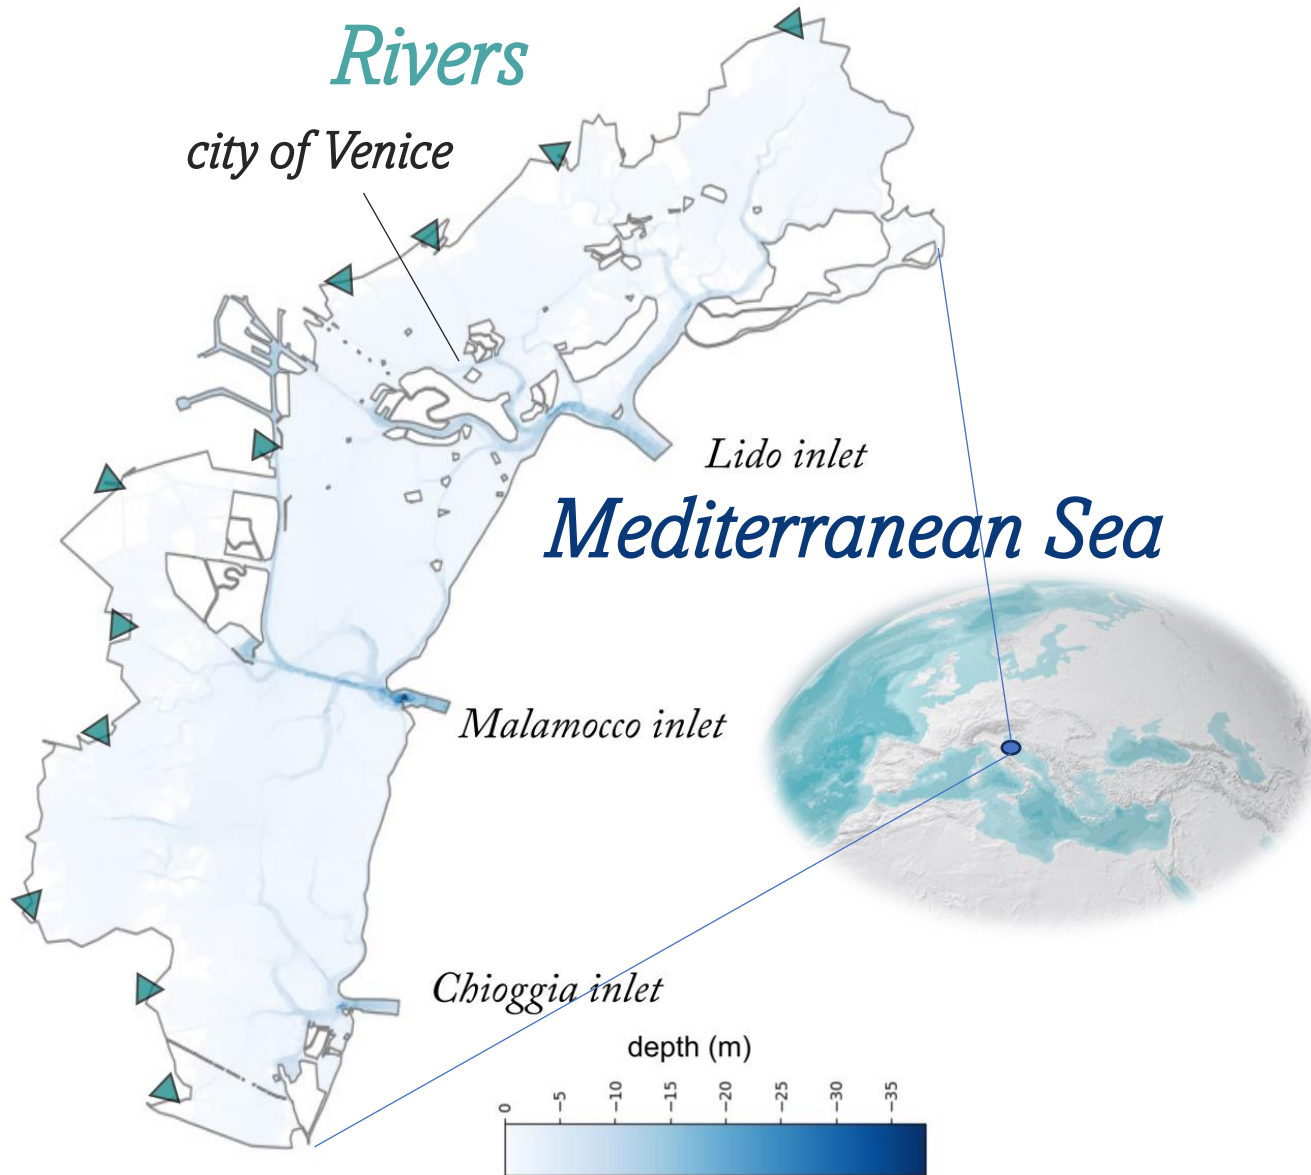 Rivers
city of Venice
Lido inlet
Mediterranean Sea
Malamocco inlet
Chioggia inlet
depth (m)
0 −5 −10 −15 −20 −25 −30 −35